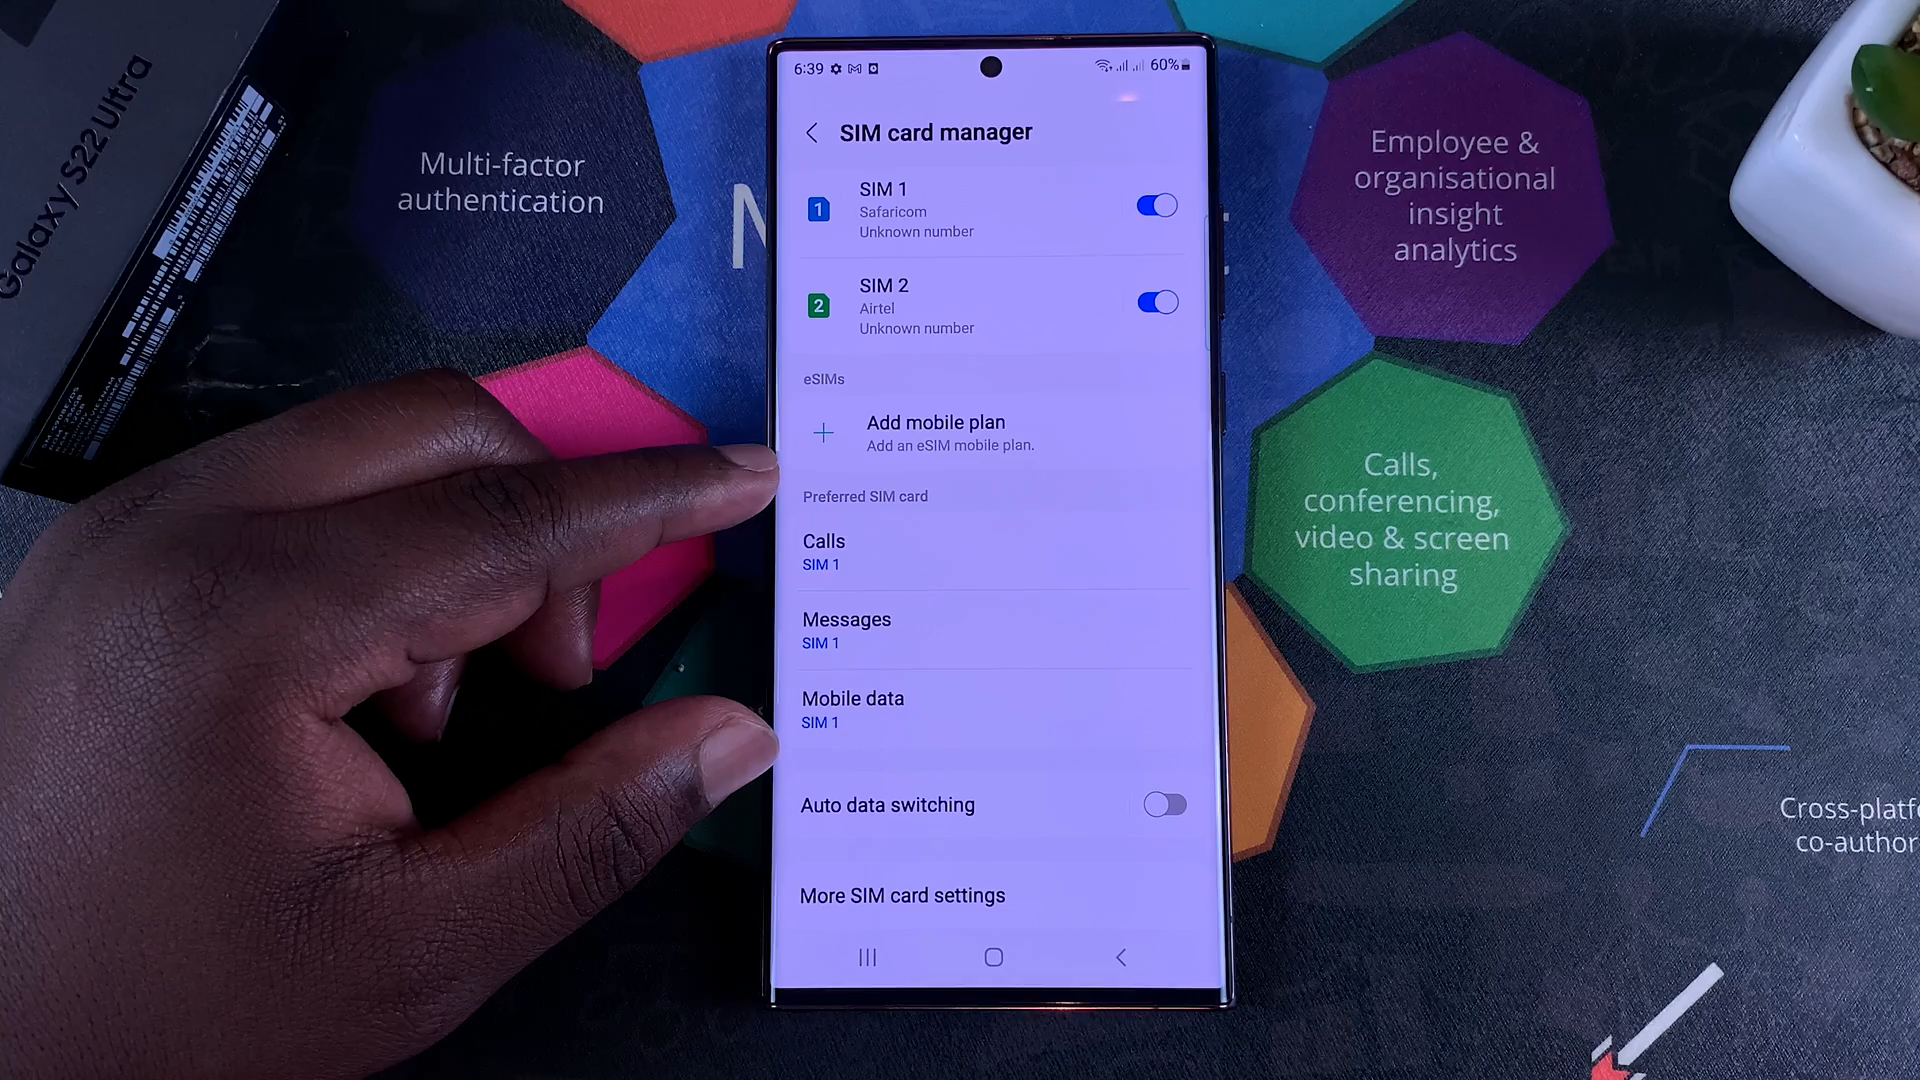 Galaxy S22 Ultra
Multi-factor
authentication
N
6:39
60%
SIM card manager
1
SIM 1
Safaricom
Unknown number
2
SIM 2
Airtel
Unknown number
eSIMs
Add mobile plan
Add an eSIM mobile plan.
Preferred SIM card
Calls
SIM 1
Messages
SIM 1
Mobile data
SIM 1
Auto data switching
More SIM card settings
Employee &
organisational
insight
analytics
Calls,
conferencing,
video & screen
sharing
Cross-platfo
co-author